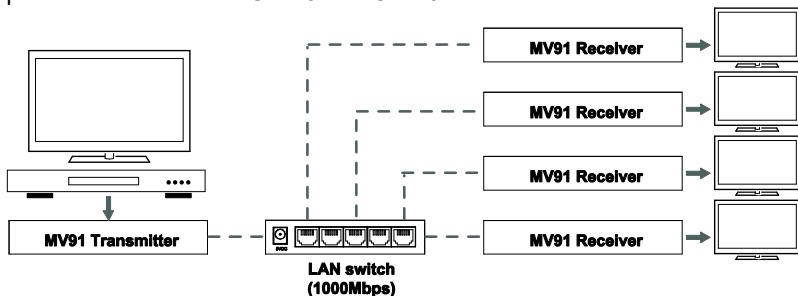 MV91 Receiver
MV91 Receiver
MV91 Receiver
MV91 Transmitter
MV91 Receiver
LAN switch
(1000Mbps)